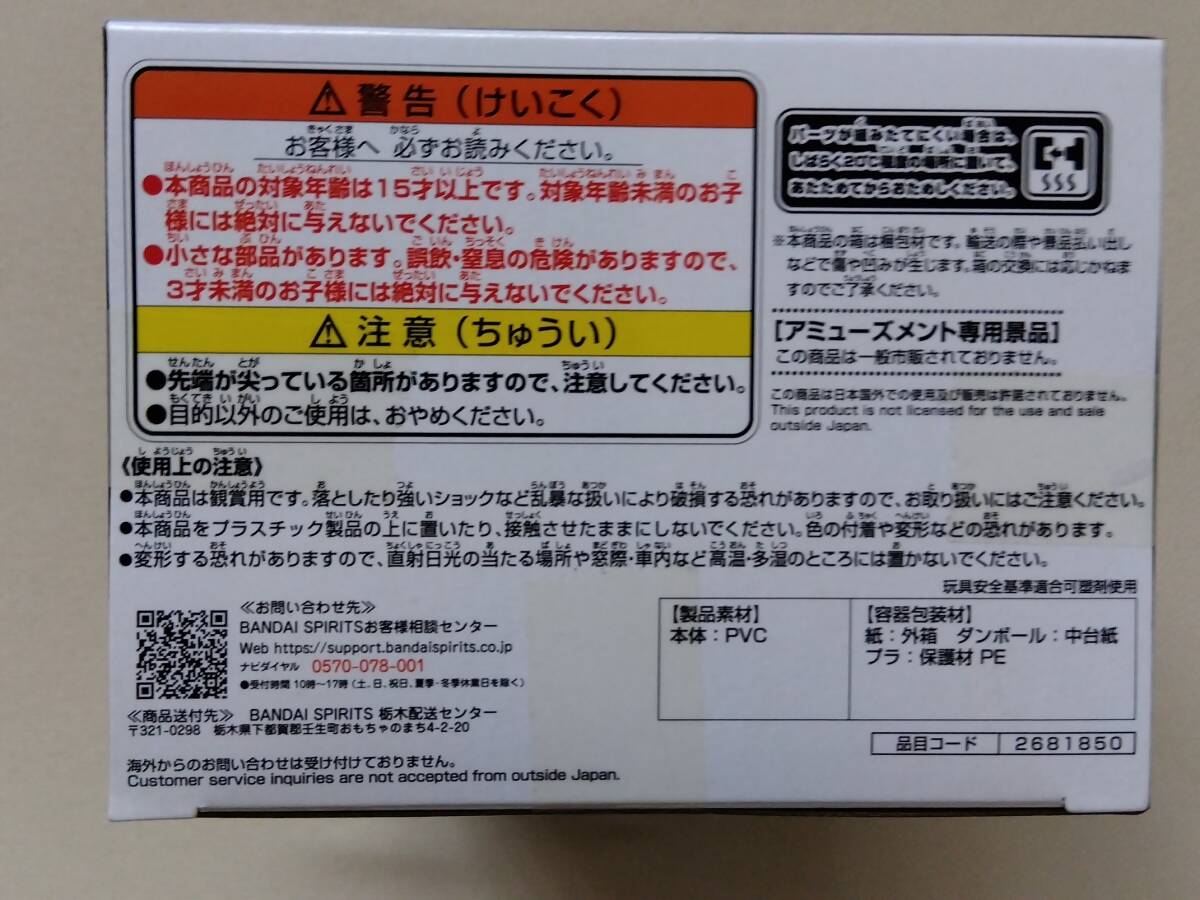 ⚠警告（けいこく）
お客様へ 必ずお読みください。
●本商品の対象年齢は15才以上です。対象年齢未満のお子
様には絶対に与えないでください。
●小さな部品があります。誤飲・窒息の危険がありますので、
3才未満のお子様には絶対に与えないでください。
⚠注意（ちゅうい）
●先端が尖っている箇所がありますので、注意してください。
●目的以外のご使用は、おやめください。
パーツが組みたてにくい場合は、
しばらく20℃程度の場所に置いて、
あたためてからおためしください。
※本商品の箱は梱包材です。輸送の際や景品払い出し
などで傷や凹みが生じます。箱の交換には応じかねま
すのでご了承ください。
【アミューズメント専用景品】
この商品は一般市販されておりません。
この商品は日本国外での使用及び販売は許諾されておりません。
This product is not licensed for the use and sale
outside Japan.
《使用上の注意》
●本商品は観賞用です。落としたり強いショックなど乱暴な扱いにより破損する恐れがありますので、お取り扱いにはご注意ください。
●本商品をプラスチック製品の上に置いたり、接触させたままにしないでください。色の付着や変形などの恐れがあります。
●変形する恐れがありますので、直射日光の当たる場所や窓際・車内など高温・多湿のところには置かないでください。
玩具安全基準適合可塑剤使用
≪お問い合わせ先≫
BANDAI SPIRITSお客様相談センター
Web https://support.bandaispirits.co.jp
ナビダイヤル 0570-078-001
●受付時間 10時〜17時（土、日、祝日、夏季・冬季休業日を除く）
≪商品送付先≫ BANDAI SPIRITS 栃木配送センター
〒321-0298 栃木県下都賀郡壬生町おもちゃのまち4-2-20
海外からのお問い合わせは受け付けておりません。
Customer service inquiries are not accepted from outside Japan.
【製品素材】
本体：PVC
【容器包装材】
紙：外箱 ダンボール：中台紙
プラ：保護材 PE
品目コード 2681850